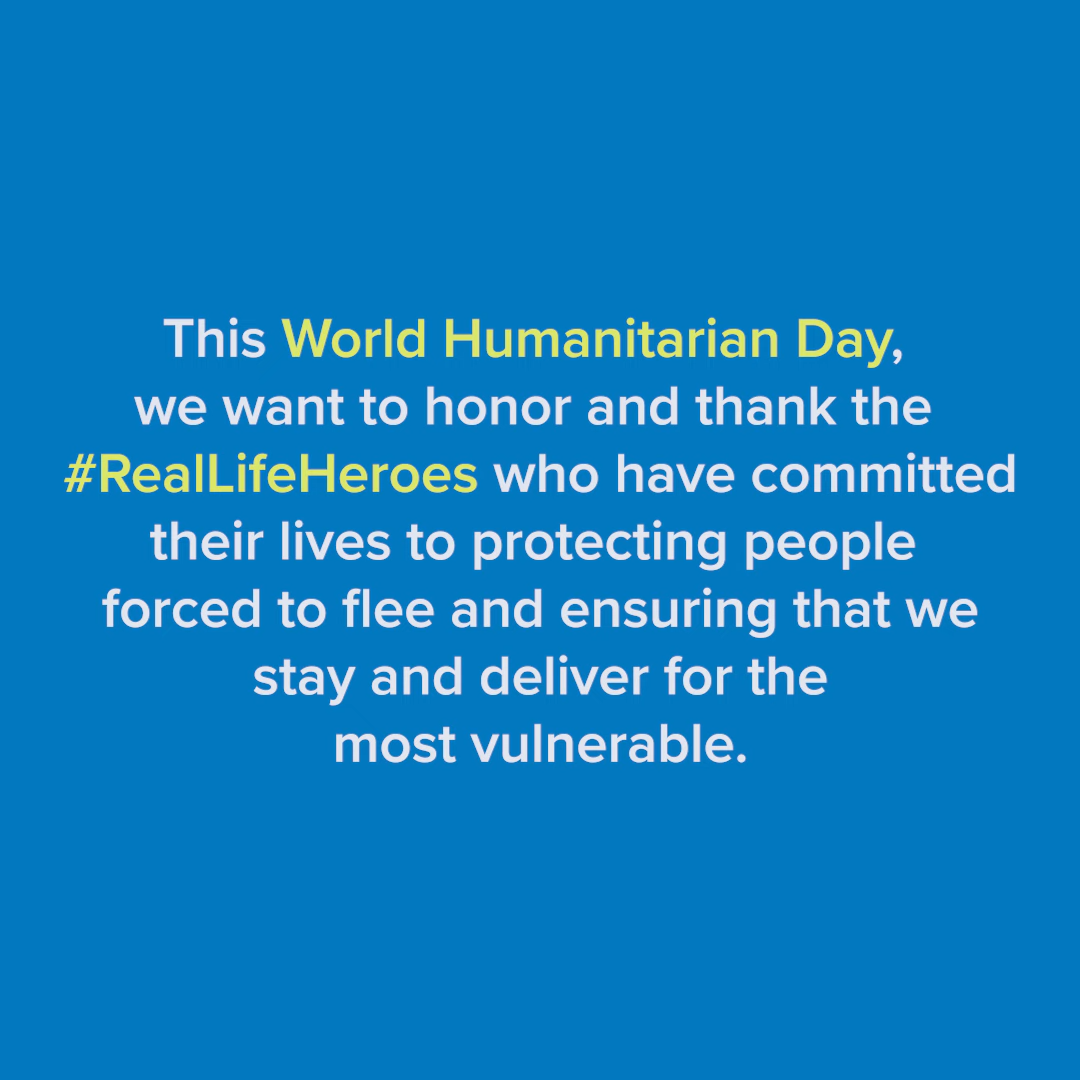 This World Humanitarian Day,
we want to honor and thank the
#RealLifeHeroes who have committed
their lives to protecting people
forced to flee and ensuring that we
stay and deliver for the
most vulnerable.